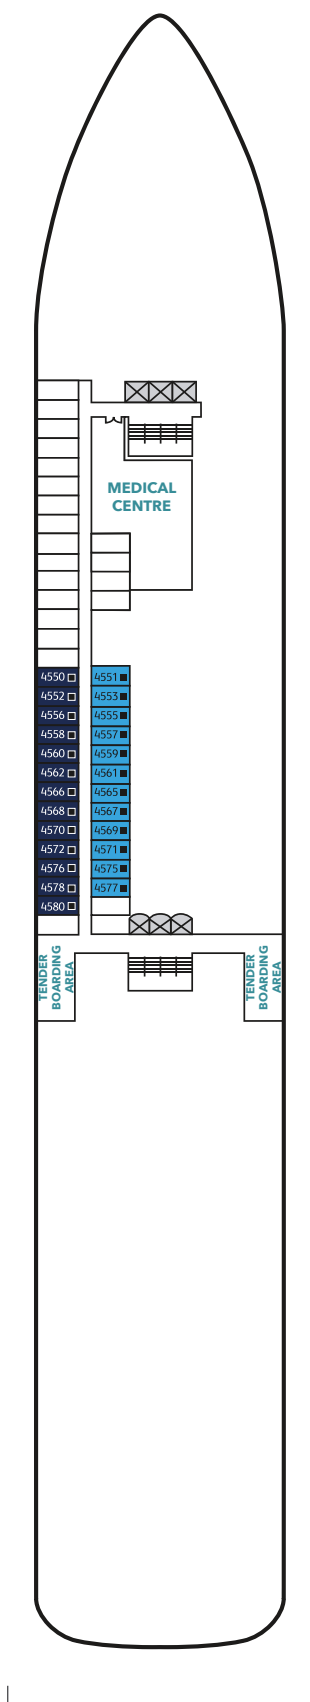 MEDICAL
CENTRE
4550 4551
4552 4553
4556 4555
4558 4557
4560 4559
4562 4561
4566 4565
4568 4567
4570 4569
4572 4571
4576 4575
4578 4577
4580
TENDER
BOARDING
AREA
TENDER
BOARDING
AREA